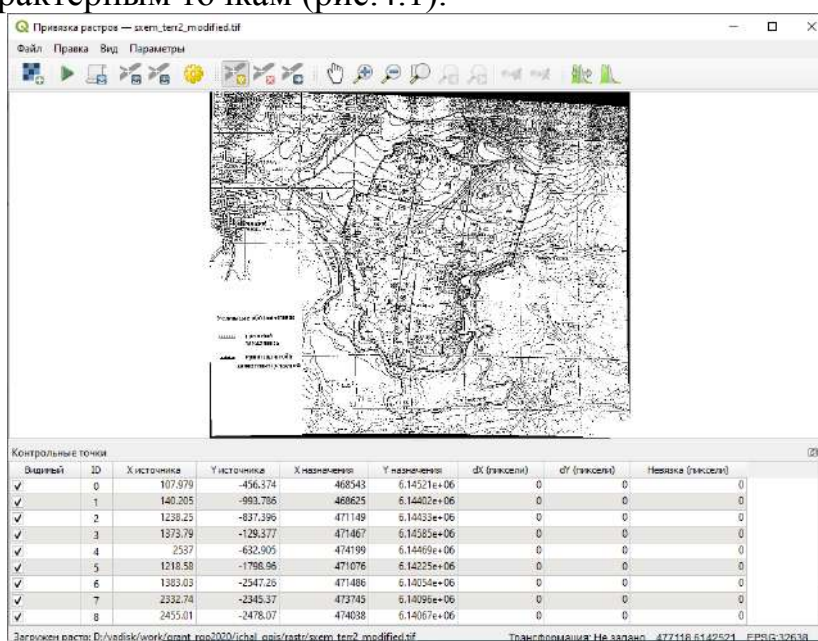 рактерным точкам (рис.4.1).
Привязка растров — sxem_terr2_modified.tif
Файл Правка Вид Параметры
Контрольные точки
Видимый ID X источника Y источника X назначения Y назначения dX (пиксели) dY (пиксели) Невязка (пиксели)
0 107.979 -456.374 468543 6.14521e+06 0 0 0
1 140.205 -993.786 468625 6.14402e+06 0 0 0
2 1238.25 -837.396 471149 6.14433e+06 0 0 0
3 1373.79 -129.377 471467 6.14585e+06 0 0 0
4 2537 -632.905 474199 6.14469e+06 0 0 0
5 1218.58 -1798.96 471076 6.14225e+06 0 0 0
6 1383.03 -2547.26 471486 6.14054e+06 0 0 0
7 2332.74 -2345.37 473745 6.14096e+06 0 0 0
8 2455.01 -2478.07 474038 6.14067e+06 0 0 0
Загружен растр: D:/yadisk/work/grant_rgo2020/ichal_qgis/rastr/sxem_terr2_modified.tif Трансформация: Не задано 477118,6142521 EPSG:32638